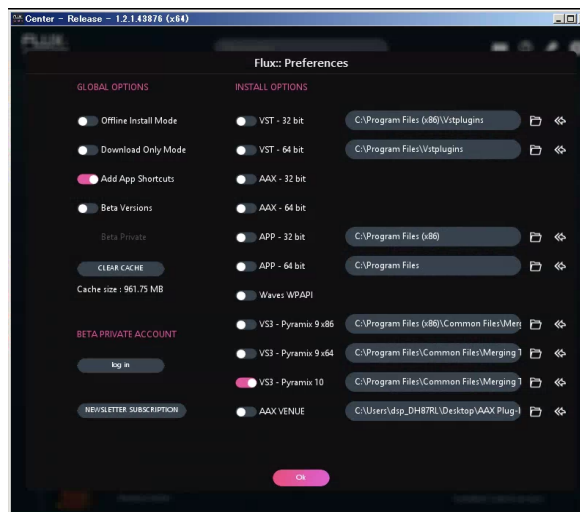 Center - Release - 1.2.1.43876 (x64)
Flux:: Preferences
GLOBAL OPTIONS
Offline Install Mode
Download Only Mode
Add App Shortcuts
Beta Versions
Beta Private
CLEAR CACHE
Cache size : 961.75 MB
BETA PRIVATE ACCOUNT
log in
NEWSLETTER SUBSCRIPTION
INSTALL OPTIONS
VST - 32 bit C:\Program Files (x86)\Vstplugins
VST - 64 bit C:\Program Files\Vstplugins
AAX - 32 bit
AAX - 64 bit
APP - 32 bit C:\Program Files (x86)
APP - 64 bit C:\Program Files
Waves WPAPI
VS3 - Pyramix 9 x86 C:\Program Files (x86)\Common Files\Merg
VS3 - Pyramix 9 x64 C:\Program Files\Common Files\Merging T
VS3 - Pyramix 10 C:\Program Files\Common Files\Merging T
AAX VENUE C:\Users\dsp_DH87RL\Desktop\AAX Plug-I
Ok